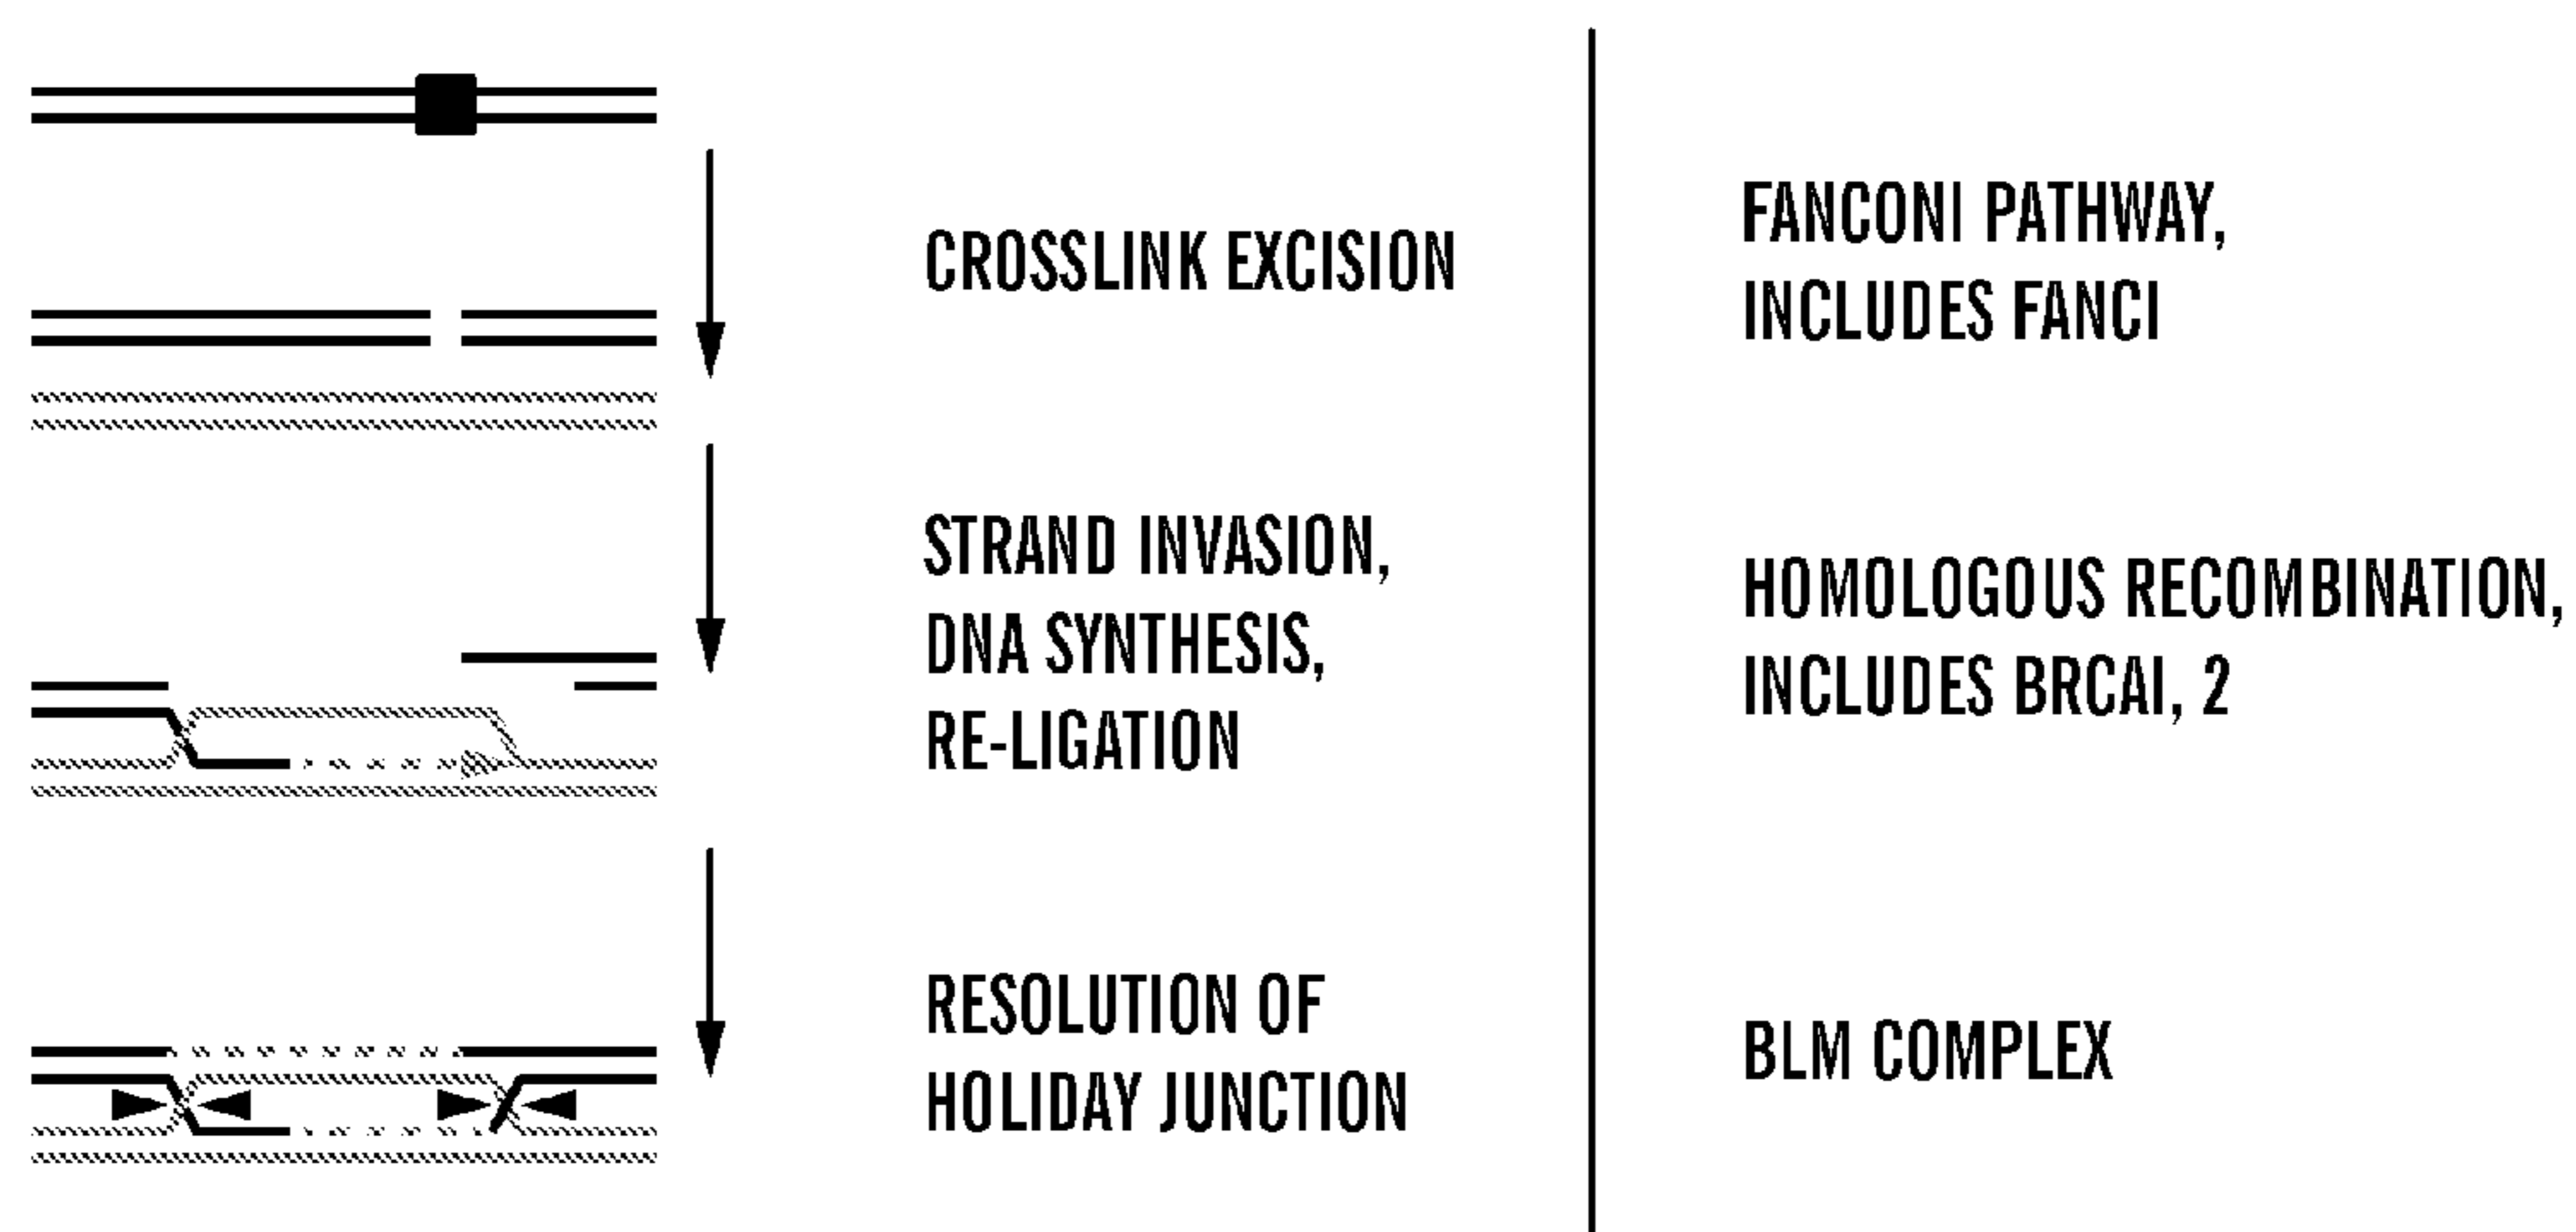 CROSSLINK EXCISION
FANCONI PATHWAY,
INCLUDES FANCI
STRAND INVASION,
DNA SYNTHESIS,
RE-LIGATION
HOMOLOGOUS RECOMBINATION,
INCLUDES BRCAI, 2
RESOLUTION OF
HOLIDAY JUNCTION
BLM COMPLEX